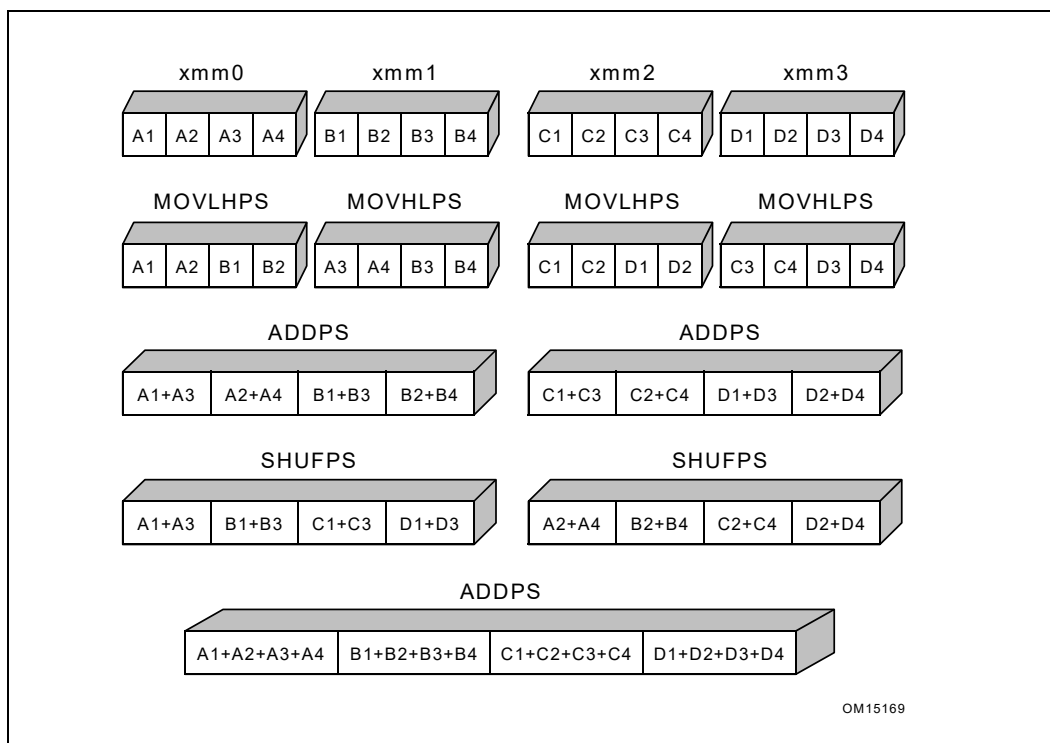 xmm0 xmm1 xmm2 xmm3
A1 A2 A3 A4 B1 B2 B3 B4 C1 C2 C3 C4 D1 D2 D3 D4
MOVLHPS MOVHLPS MOVLHPS MOVHLPS
A1 A2 B1 B2 A3 A4 B3 B4 C1 C2 D1 D2 C3 C4 D3 D4
ADDPS ADDPS
A1+A3 A2+A4 B1+B3 B2+B4 C1+C3 C2+C4 D1+D3 D2+D4
SHUFPS SHUFPS
A1+A3 B1+B3 C1+C3 D1+D3 A2+A4 B2+B4 C2+C4 D2+D4
ADDPS
A1+A2+A3+A4 B1+B2+B3+B4 C1+C2+C3+C4 D1+D2+D3+D4
OM15169